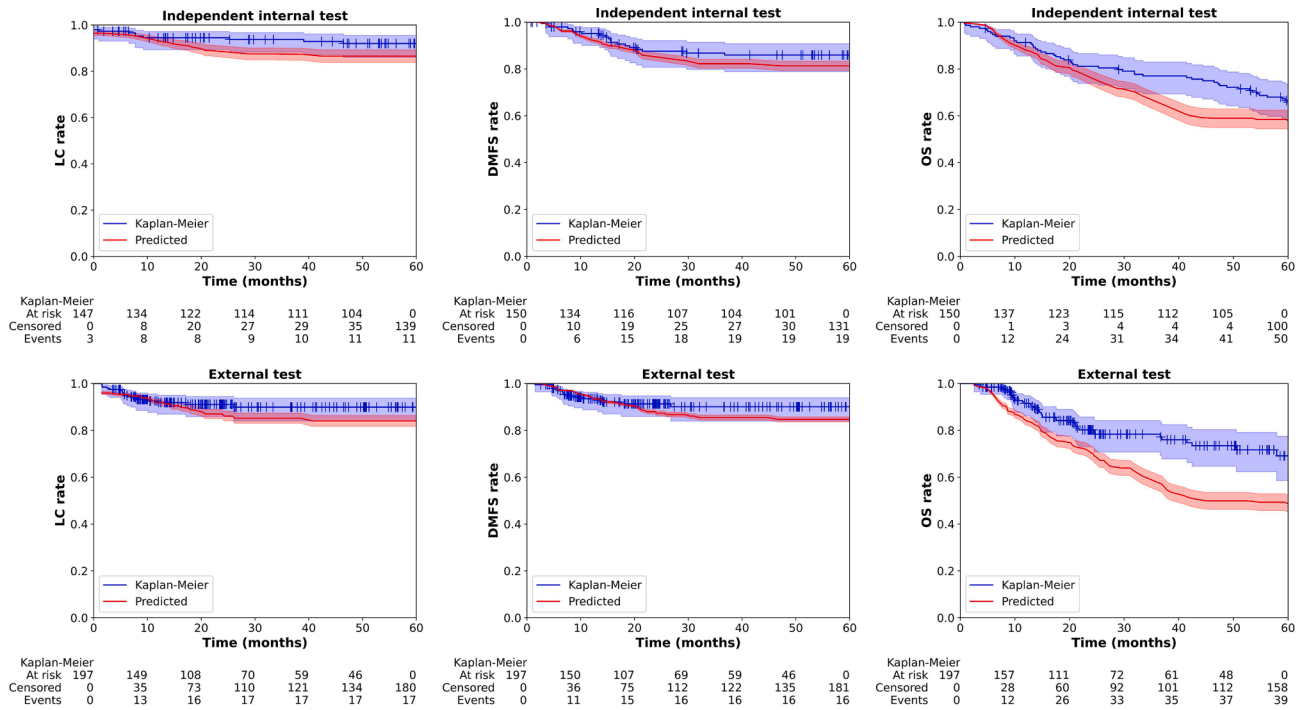 Independent internal test
1.0
0.8
0.6
0.4
0.2
0.0
LC rate
Kaplan-Meier
Predicted
0 10 20 30 40 50 60
Time (months)
Kaplan-Meier
At risk 147 134 122 114 111 104 0
Censored 0 8 20 27 29 35 139
Events 3 8 8 9 10 11 11
Independent internal test
1.0
0.8
0.6
0.4
0.2
0.0
DMFS rate
Kaplan-Meier
Predicted
0 10 20 30 40 50 60
Time (months)
Kaplan-Meier
At risk 150 134 116 107 104 101 0
Censored 0 10 19 25 27 30 131
Events 0 6 15 18 19 19 19
Independent internal test
1.0
0.8
0.6
0.4
0.2
0.0
OS rate
Kaplan-Meier
Predicted
0 10 20 30 40 50 60
Time (months)
Kaplan-Meier
At risk 150 137 123 115 112 105 0
Censored 0 1 3 4 4 4 100
Events 0 12 24 31 34 41 50
External test
1.0
0.8
0.6
0.4
0.2
0.0
LC rate
Kaplan-Meier
Predicted
0 10 20 30 40 50 60
Time (months)
Kaplan-Meier
At risk 197 149 108 70 59 46 0
Censored 0 35 73 110 121 134 180
Events 0 13 16 17 17 17 17
External test
1.0
0.8
0.6
0.4
0.2
0.0
DMFS rate
Kaplan-Meier
Predicted
0 10 20 30 40 50 60
Time (months)
Kaplan-Meier
At risk 197 150 107 69 59 46 0
Censored 0 36 75 112 122 135 181
Events 0 11 15 16 16 16 16
External test
1.0
0.8
0.6
0.4
0.2
0.0
OS rate
Kaplan-Meier
Predicted
0 10 20 30 40 50 60
Time (months)
Kaplan-Meier
At risk 197 157 111 72 61 48 0
Censored 0 28 60 92 101 112 158
Events 0 12 26 33 35 37 39